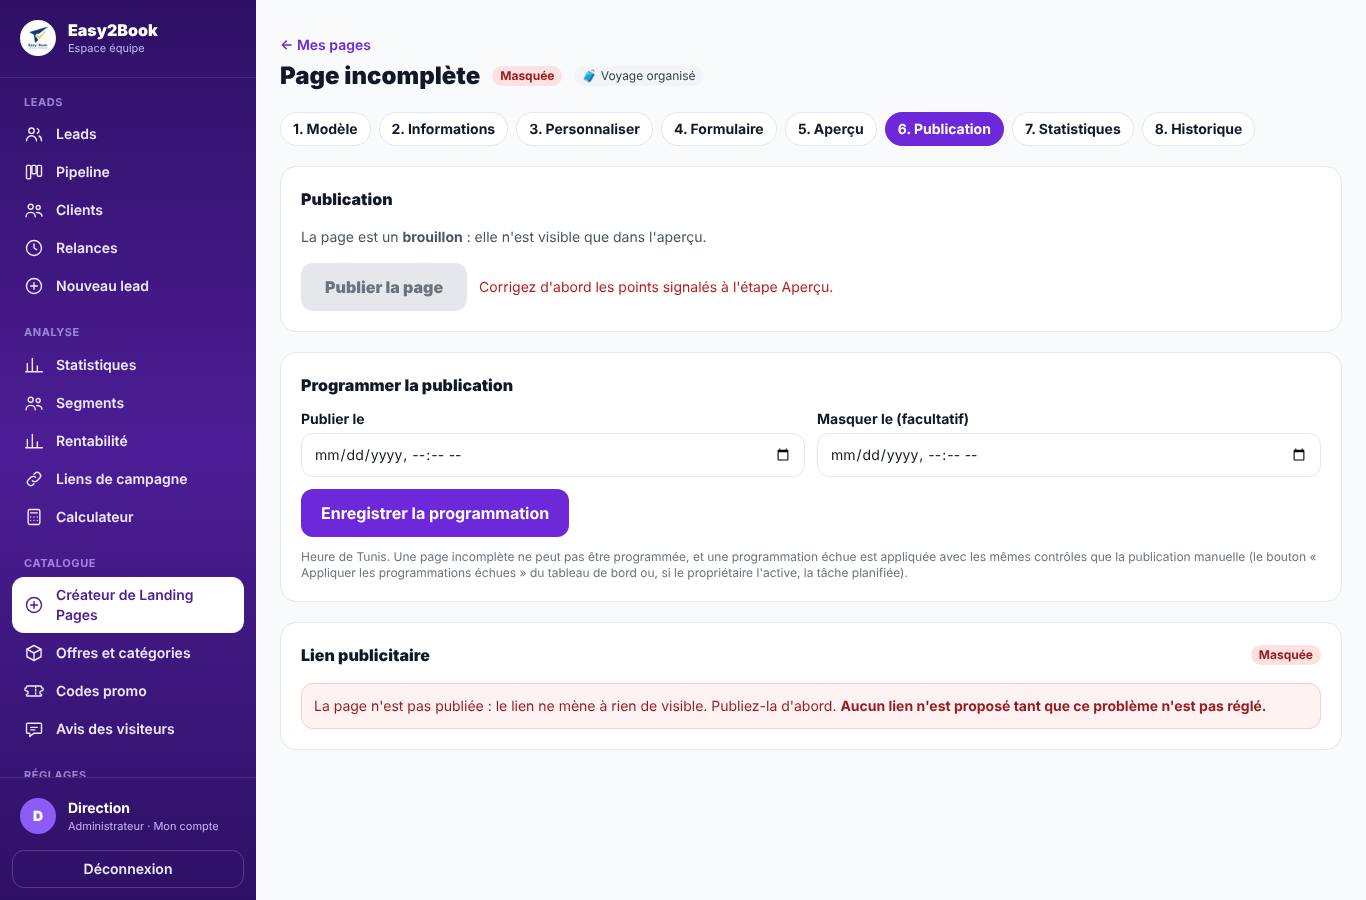 Easy2Book
Espace équipe
LEADS
Leads
Pipeline
Clients
Relances
Nouveau lead
ANALYSE
Statistiques
Segments
Rentabilité
Liens de campagne
Calculateur
CATALOGUE
Créateur de Landing
Pages
Offres et catégories
Codes promo
Avis des visiteurs
RÉGLAGES
D
Direction
Administrateur · Mon compte
Déconnexion
← Mes pages
Page incomplète Masquée 🧳 Voyage organisé
1. Modèle 2. Informations 3. Personnaliser 4. Formulaire 5. Aperçu 6. Publication 7. Statistiques 8. Historique
Publication
La page est un brouillon : elle n'est visible que dans l'aperçu.
Publier la page Corrigez d'abord les points signalés à l'étape Aperçu.
Programmer la publication
Publier le Masquer le (facultatif)
mm/dd/yyyy, --:-- -- mm/dd/yyyy, --:-- --
Enregistrer la programmation
Heure de Tunis. Une page incomplète ne peut pas être programmée, et une programmation échue est appliquée avec les mêmes contrôles que la publication manuelle (le bouton «
Appliquer les programmations échues » du tableau de bord ou, si le propriétaire l'active, la tâche planifiée).
Lien publicitaire Masquée
La page n'est pas publiée : le lien ne mène à rien de visible. Publiez-la d'abord. Aucun lien n'est proposé tant que ce problème n'est pas réglé.